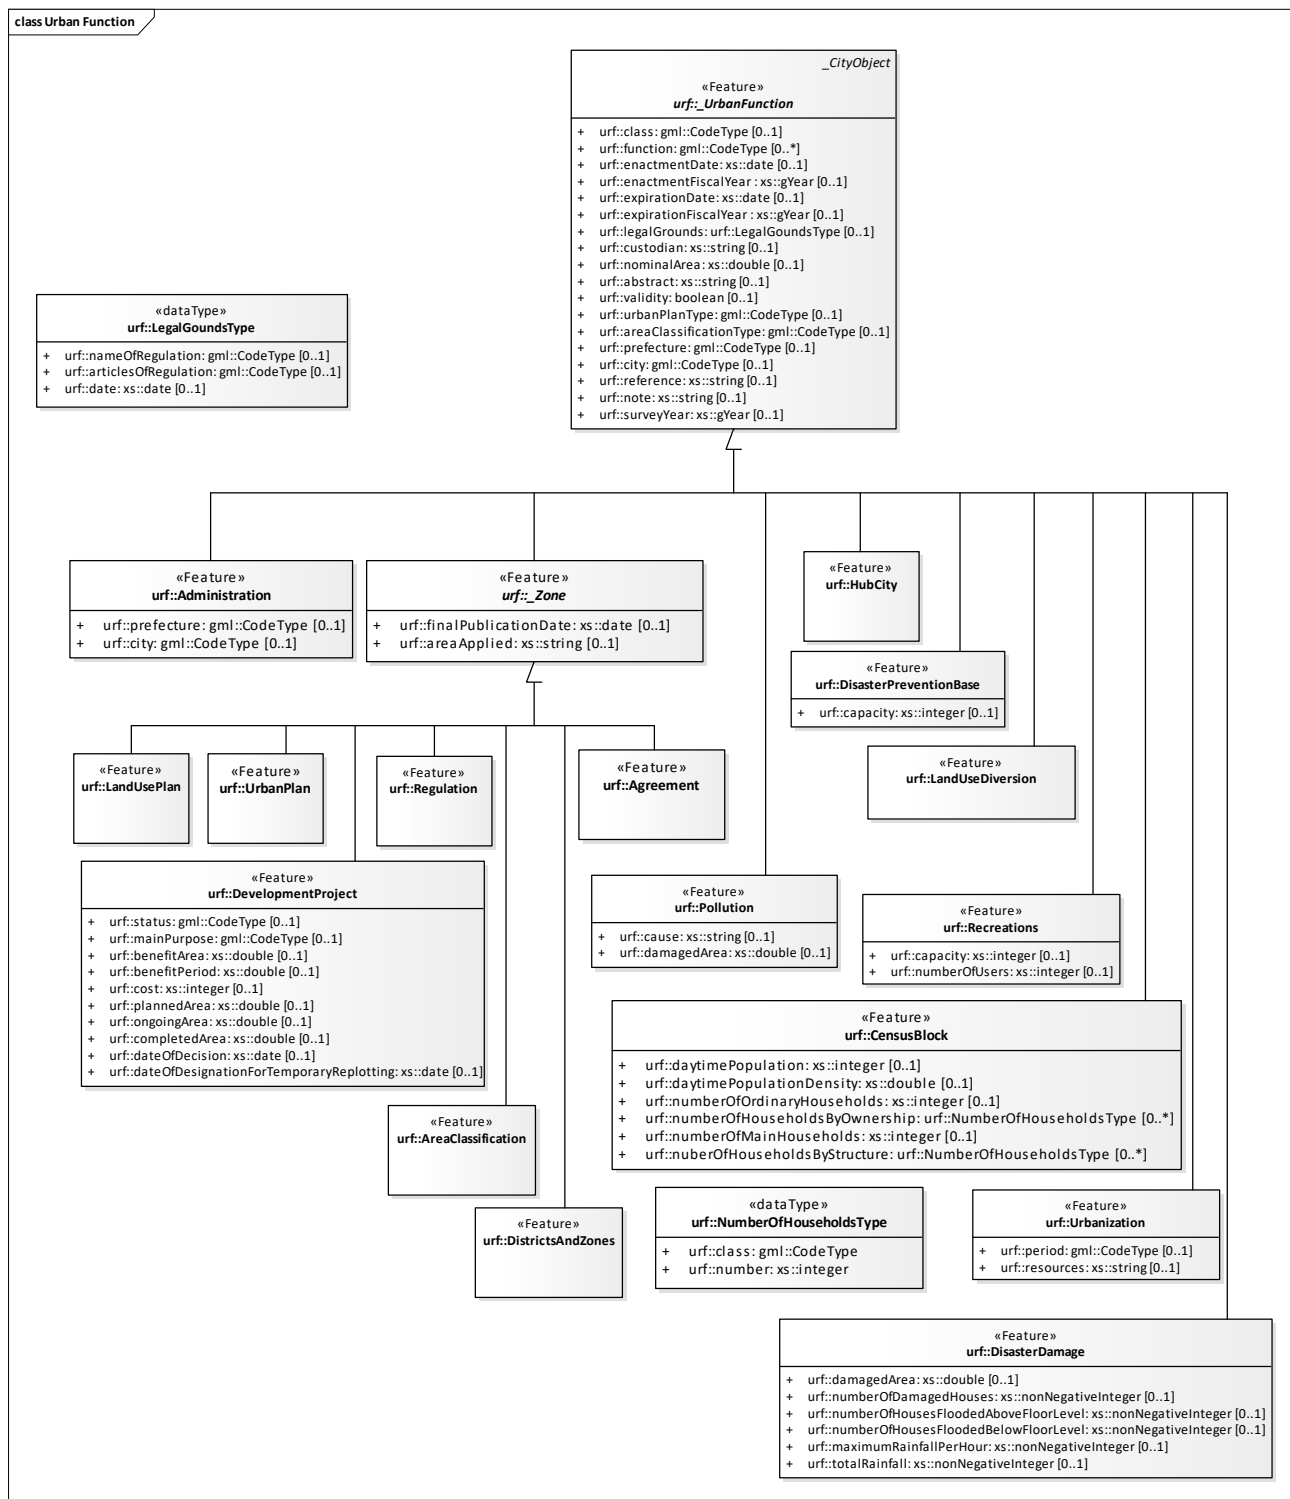 class Urban Function
_CityObject
«Feature»
urf::_UrbanFunction
+ urf::class: gml::CodeType [0..1]
+ urf::function: gml::CodeType [0..*]
+ urf::enactmentDate: xs::date [0..1]
+ urf::enactmentFiscalYear : xs::gYear [0..1]
+ urf::expirationDate: xs::date [0..1]
+ urf::expirationFiscalYear : xs::gYear [0..1]
+ urf::legalGrounds: urf::LegalGoundsType [0..1]
+ urf::custodian: xs::string [0..1]
+ urf::nominalArea: xs::double [0..1]
+ urf::abstract: xs::string [0..1]
+ urf::validity: boolean [0..1]
+ urf::urbanPlanType: gml::CodeType [0..1]
+ urf::areaClassificationType: gml::CodeType [0..1]
+ urf::prefecture: gml::CodeType [0..1]
+ urf::city: gml::CodeType [0..1]
+ urf::reference: xs::string [0..1]
+ urf::note: xs::string [0..1]
+ urf::surveyYear: xs::gYear [0..1]
«dataType»
urf::LegalGoundsType
+ urf::nameOfRegulation: gml::CodeType [0..1]
+ urf::articlesOfRegulation: gml::CodeType [0..1]
+ urf::date: xs::date [0..1]
«Feature»
urf::Administration
+ urf::prefecture: gml::CodeType [0..1]
+ urf::city: gml::CodeType [0..1]
«Feature»
urf::_Zone
+ urf::finalPublicationDate: xs::date [0..1]
+ urf::areaApplied: xs::string [0..1]
«Feature»
urf::HubCity
«Feature»
urf::DisasterPreventionBase
+ urf::capacity: xs::integer [0..1]
«Feature»
urf::LandUsePlan
«Feature»
urf::UrbanPlan
«Feature»
urf::Regulation
«Feature»
urf::Agreement
«Feature»
urf::LandUseDiversion
«Feature»
urf::DevelopmentProject
+ urf::status: gml::CodeType [0..1]
+ urf::mainPurpose: gml::CodeType [0..1]
+ urf::benefitArea: xs::double [0..1]
+ urf::benefitPeriod: xs::double [0..1]
+ urf::cost: xs::integer [0..1]
+ urf::plannedArea: xs::double [0..1]
+ urf::ongoingArea: xs::double [0..1]
+ urf::completedArea: xs::double [0..1]
+ urf::dateOfDecision: xs::date [0..1]
+ urf::dateOfDesignationForTemporaryReplotting: xs::date [0..1]
«Feature»
urf::Pollution
+ urf::cause: xs::string [0..1]
+ urf::damagedArea: xs::double [0..1]
«Feature»
urf::Recreations
+ urf::capacity: xs::integer [0..1]
+ urf::numberOfUsers: xs::integer [0..1]
«Feature»
urf::CensusBlock
+ urf::daytimePopulation: xs::integer [0..1]
+ urf::daytimePopulationDensity: xs::double [0..1]
+ urf::numberOfOrdinaryHouseholds: xs::integer [0..1]
+ urf::numberOfHouseholdsByOwnership: urf::NumberOfHouseholdsType [0..*]
+ urf::numberOfMainHouseholds: xs::integer [0..1]
+ urf::nuberOfHouseholdsByStructure: urf::NumberOfHouseholdsType [0..*]
«Feature»
urf::AreaClassification
«Feature»
urf::DistrictsAndZones
«dataType»
urf::NumberOfHouseholdsType
+ urf::class: gml::CodeType
+ urf::number: xs::integer
«Feature»
urf::Urbanization
+ urf::period: gml::CodeType [0..1]
+ urf::resources: xs::string [0..1]
«Feature»
urf::DisasterDamage
+ urf::damagedArea: xs::double [0..1]
+ urf::numberOfDamagedHouses: xs::nonNegativeInteger [0..1]
+ urf::numberOfHousesFloodedAboveFloorLevel: xs::nonNegativeInteger [0..1]
+ urf::numberOfHousesFloodedBelowFloorLevel: xs::nonNegativeInteger [0..1]
+ urf::maximumRainfallPerHour: xs::nonNegativeInteger [0..1]
+ urf::totalRainfall: xs::nonNegativeInteger [0..1]